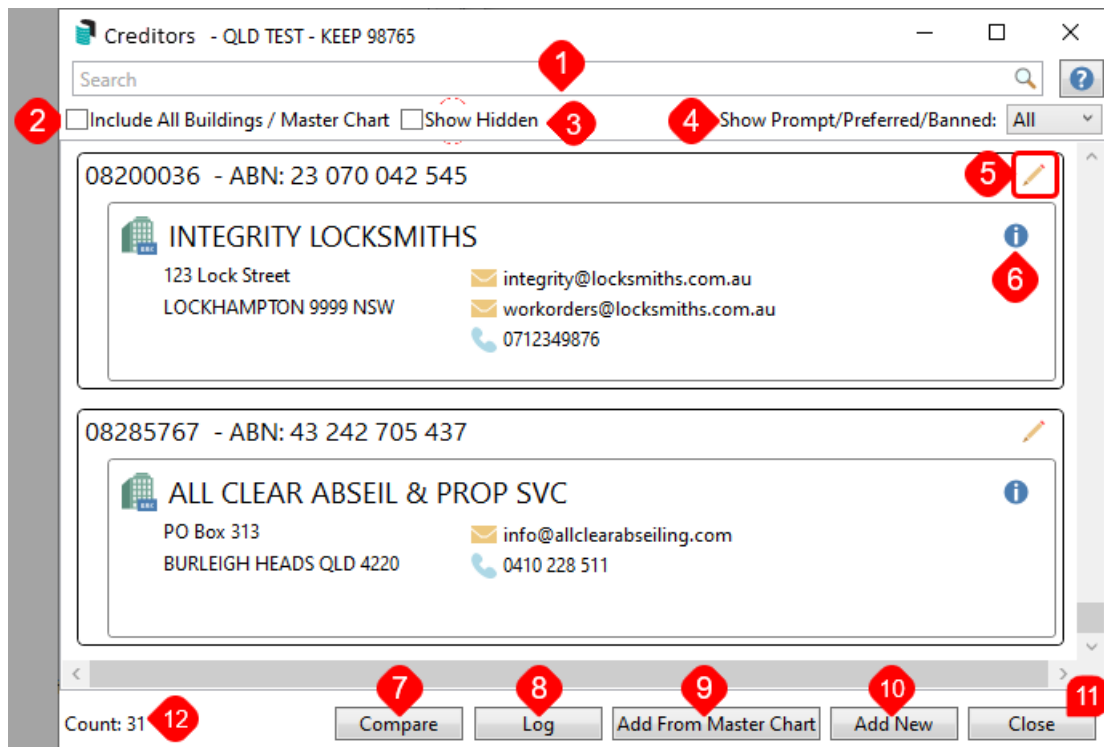 Creditors - QLD TEST - KEEP 98765
1
Search
?
2 Include All Buildings / Master Chart Show Hidden 3 4 Show Prompt/Preferred/Banned: All
08200036 - ABN: 23 070 042 545 5
INTEGRITY LOCKSMITHS i
123 Lock Street integrity@locksmiths.com.au 6
LOCKHAMPTON 9999 NSW workorders@locksmiths.com.au
0712349876
08285767 - ABN: 43 242 705 437
ALL CLEAR ABSEIL & PROP SVC i
PO Box 313 info@allclearabseiling.com
BURLEIGH HEADS QLD 4220 0410 228 511
7 8 9 10 11
Count: 31 12 Compare Log Add From Master Chart Add New Close